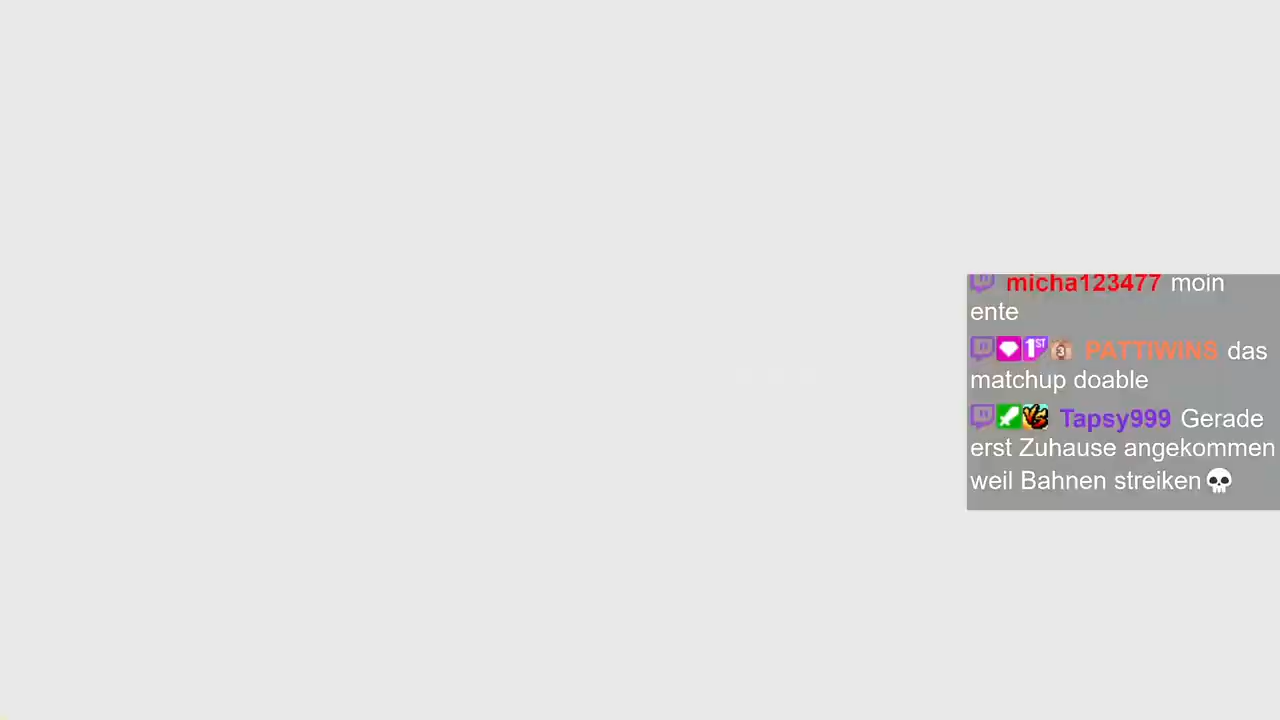 micha123477 moin
ente
PATTIWINS das
matchup doable
Tapsy999 Gerade
erst Zuhause angekommen
weil Bahnen streiken💀